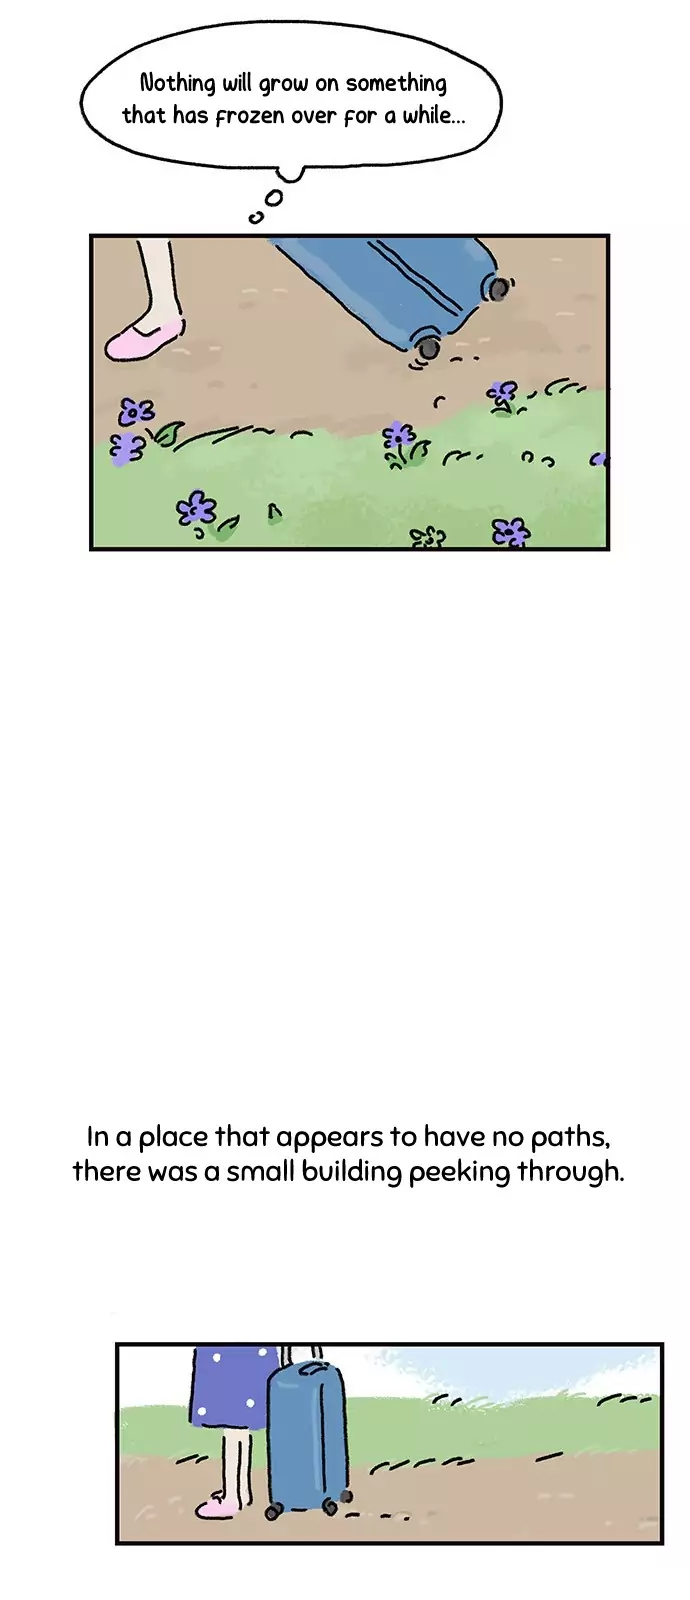 Nothing will grow on something
that has frozen over for a while...
In a place that appears to have no paths,
there was a small building peeking through.